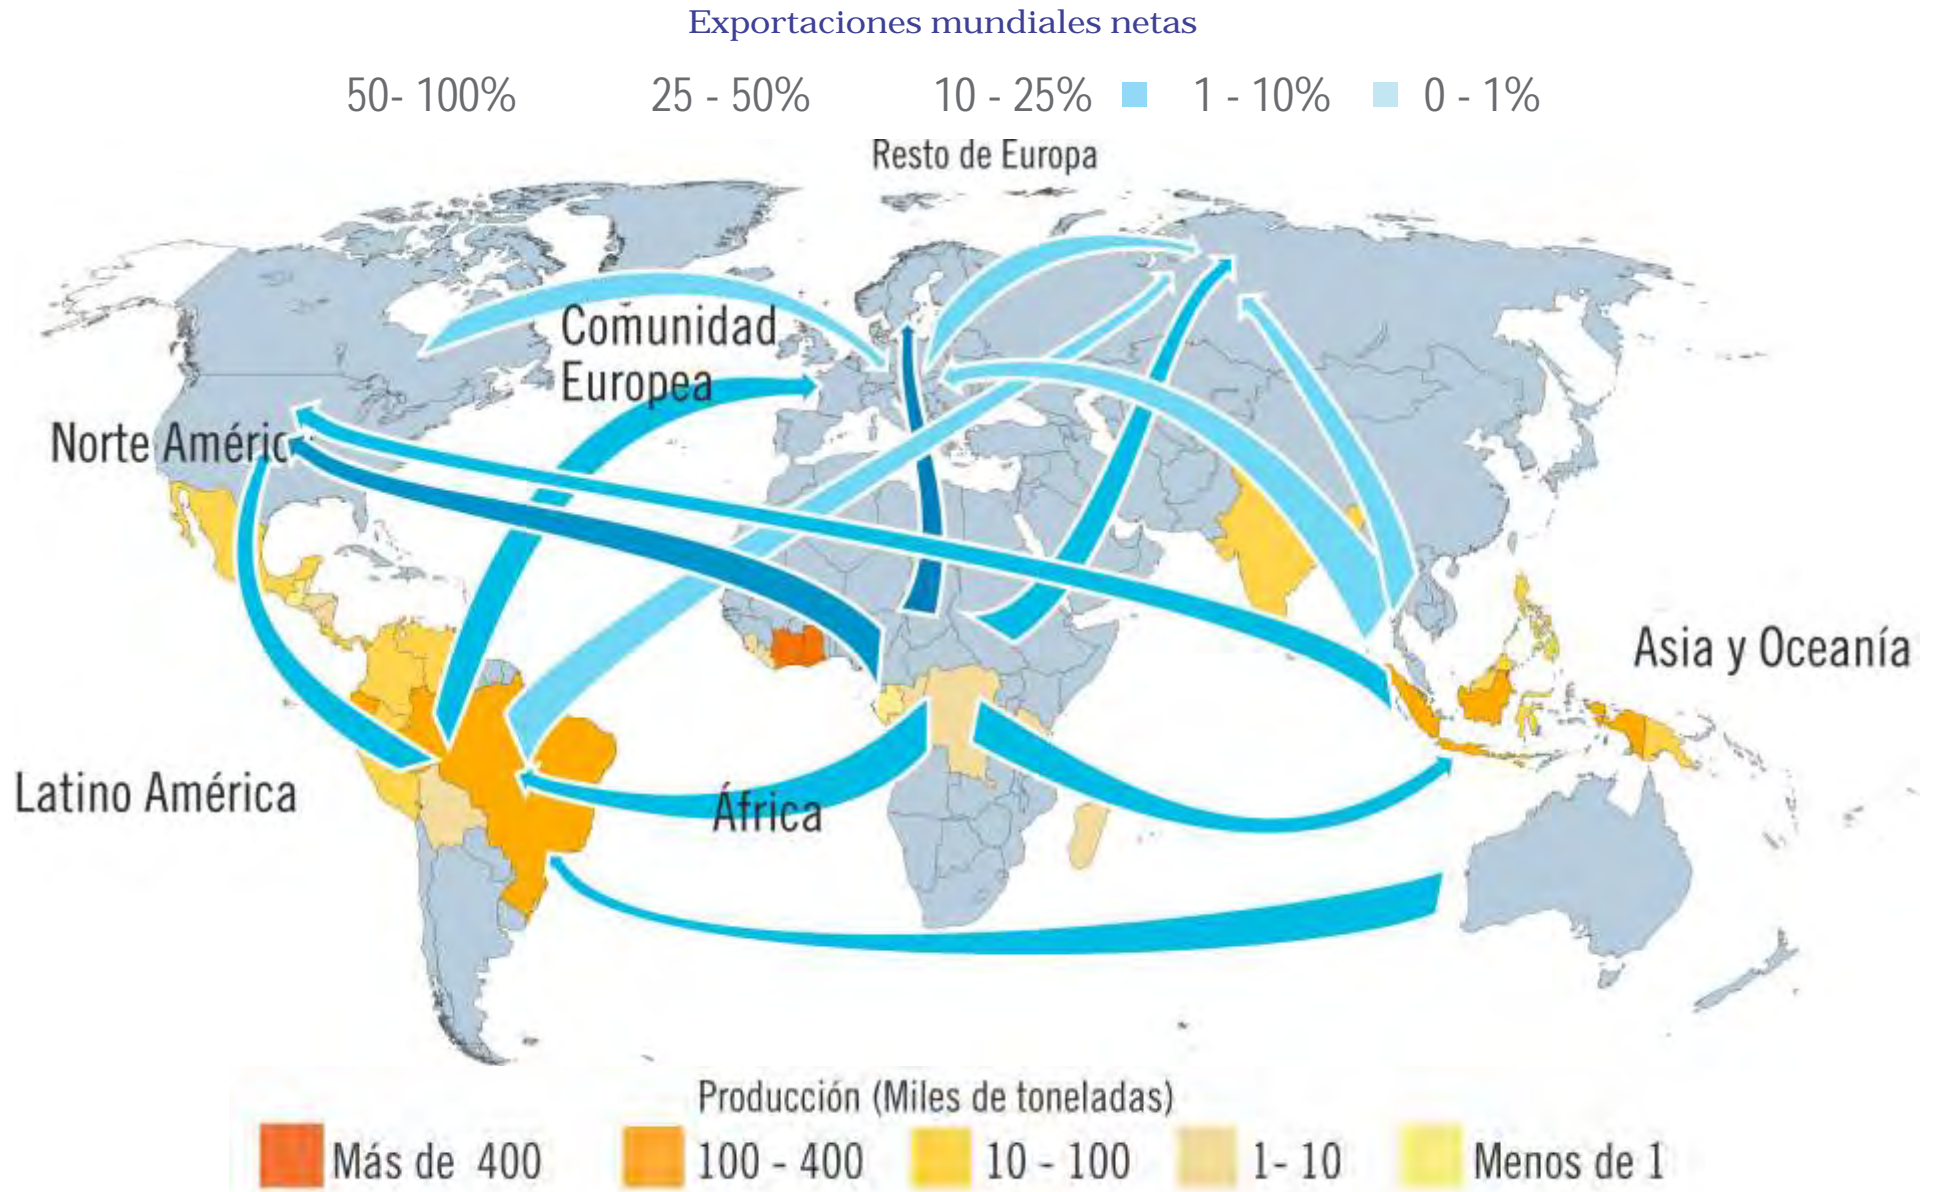 Exportaciones mundiales netas
50- 100% 25 - 50% 10 - 25% 1 - 10% 0 - 1%
Resto de Europa
Comunidad
Europea
Norte Améric
Asia y Oceanía
Latino América
África
Producción (Miles de toneladas)
Más de 400 100 - 400 10 - 100 1- 10 Menos de 1